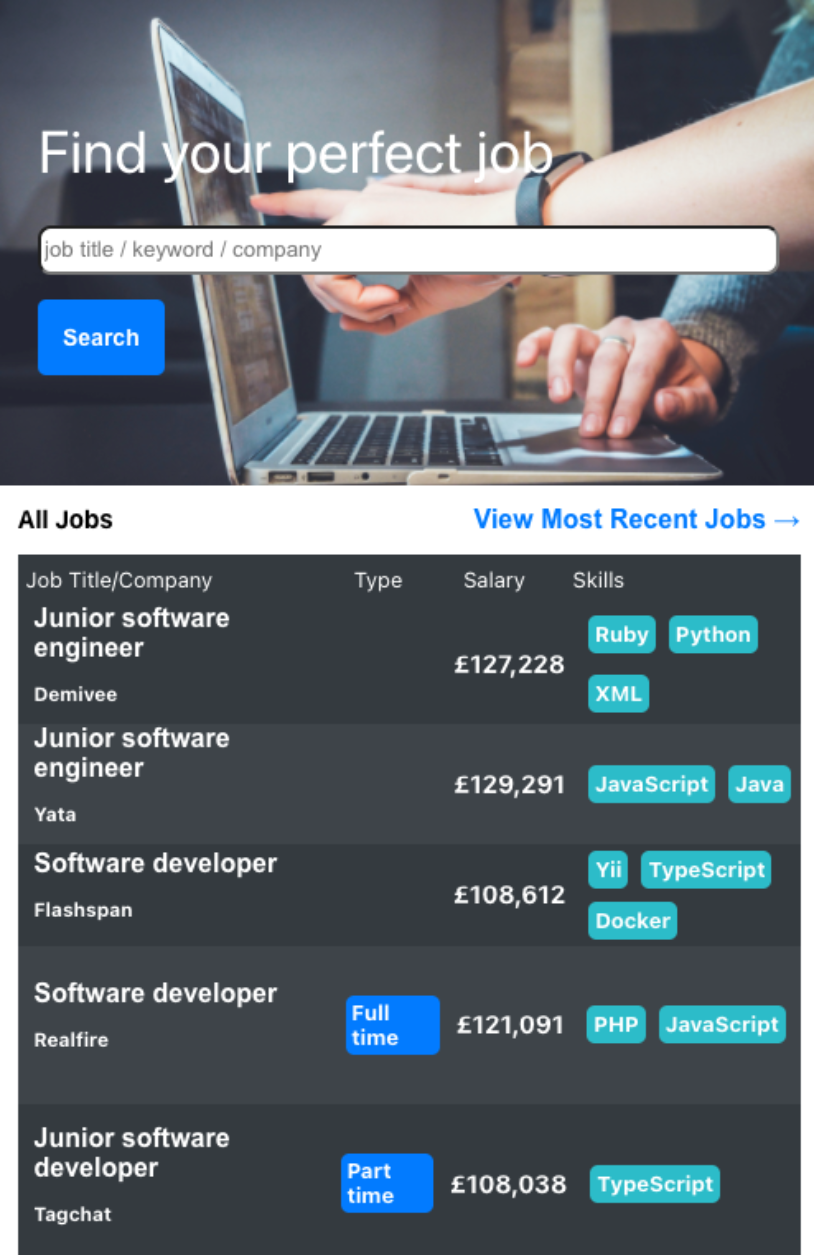 Find your perfect job
job title / keyword / company
Search
All Jobs
View Most Recent Jobs →
Job Title/Company Type Salary Skills
Junior software
engineer
Demivee
£127,228
Ruby Python
XML
Junior software
engineer
Yata
£129,291
JavaScript Java
Software developer
Flashspan
£108,612
Yii TypeScript
Docker
Software developer
Realfire
Full
time
£121,091
PHP JavaScript
Junior software
developer
Tagchat
Part
time
£108,038
TypeScript